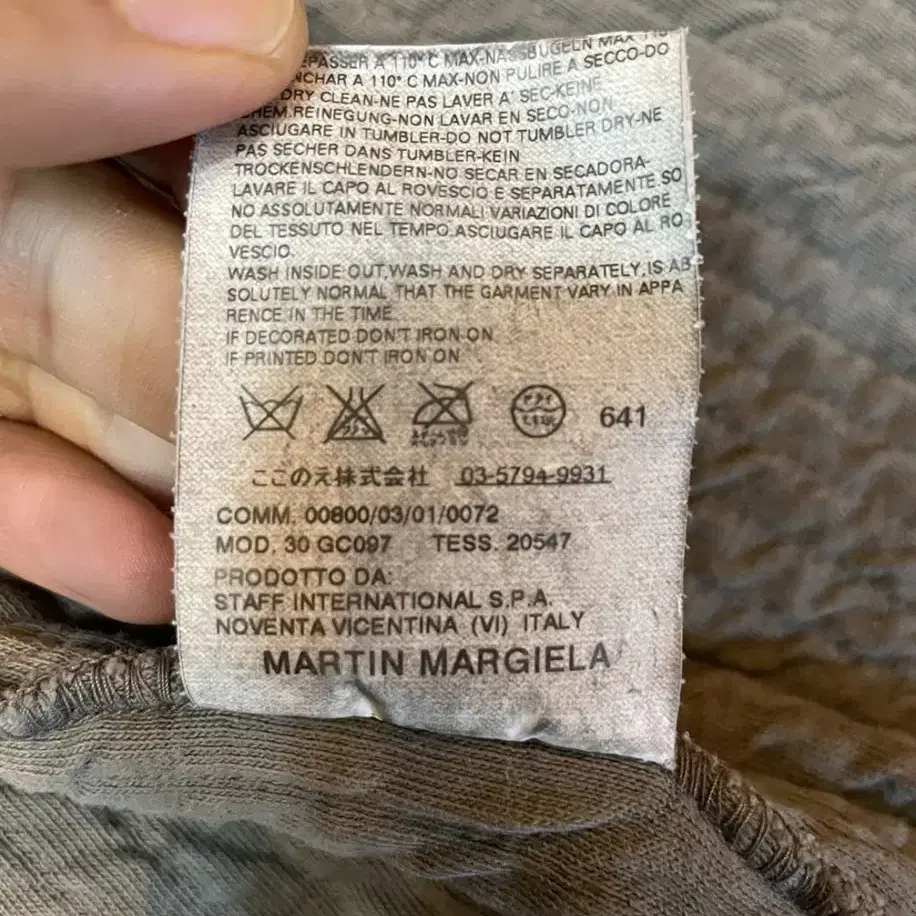 EPASSER A 110° C MAX-NASSBÜGELN MAX 110
NCHAR A 110° C MAX-NON PULIRE A SECCO-DO
DRY CLEAN-NE PAS LAVER A' SEC-KEINE
HEM.REINEGUNG-NON LAVAR EN SECO-NON
ASCIUGARE IN TUMBLER-DO NOT TUMBLER DRY-NE
PAS SECHER DANS TUMBLER-KEIN
TROCKENSCHLENDERN-NO SECAR EN SECADORA-
LAVARE IL CAPO AL ROVESCIO E SEPARATAMENTE.SO
NO ASSOLUTAMENTE NORMALI VARIAZIONI DI COLORE
DEL TESSUTO NEL TEMPO.ASCIUGARE IL CAPO AL RO
VESCIO.
WASH INSIDE OUT,WASH AND DRY SEPARATELY.IS AB
SOLUTELY NORMAL THAT THE GARMENT VARY IN APPA
RENCE IN THE TIME.
IF DECORATED DON'T IRON ON
IF PRINTED DON'T IRON ON
641
ここのえ株式会社 03-5794-9931
COMM. 00800/03/01/0072
MOD. 30 GC097 TESS. 20547
PRODOTTO DA:
STAFF INTERNATIONAL S.P.A.
NOVENTA VICENTINA (VI) ITALY
MARTIN MARGIELA